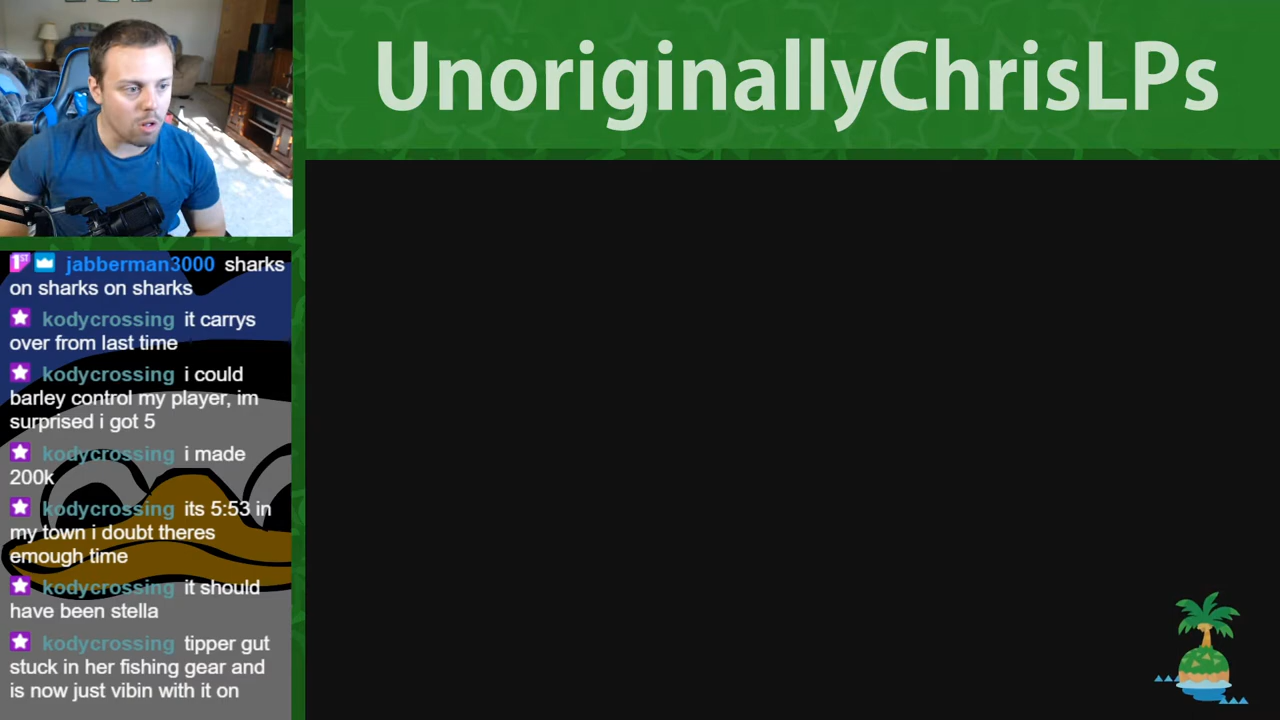 UnoriginallyChrisLPs
1ST jabberman3000 sharks
on sharks on sharks
kodycrossing it carrys
over from last time
kodycrossing i could
barley control my player, im
surprised i got 5
kodycrossing i made
200k
kodycrossing its 5:53 in
my town i doubt theres
emough time
kodycrossing it should
have been stella
kodycrossing tipper gut
stuck in her fishing gear and
is now just vibin with it on